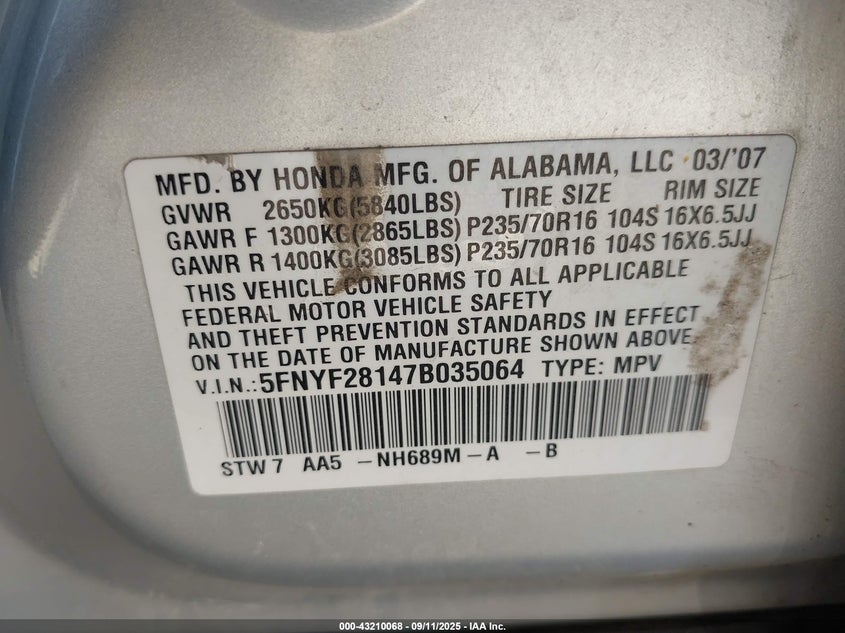 MFD. BY HONDA MFG. OF ALABAMA, LLC 03/'07
GVWR 2650KG(5840LBS) TIRE SIZE RIM SIZE
GAWR F 1300KG(2865LBS) P235/70R16 104S 16X6.5JJ
GAWR R 1400KG(3085LBS) P235/70R16 104S 16X6.5JJ
THIS VEHICLE CONFORMS TO ALL APPLICABLE
FEDERAL MOTOR VEHICLE SAFETY
AND THEFT PREVENTION STANDARDS IN EFFECT
ON THE DATE OF MANUFACTURE SHOWN ABOVE.
V.I.N.:5FNYF28147B035064 TYPE: MPV
STW7 AA5 -NH689M-A -B
000-43210068 - 09/11/2025 - IAA Inc.